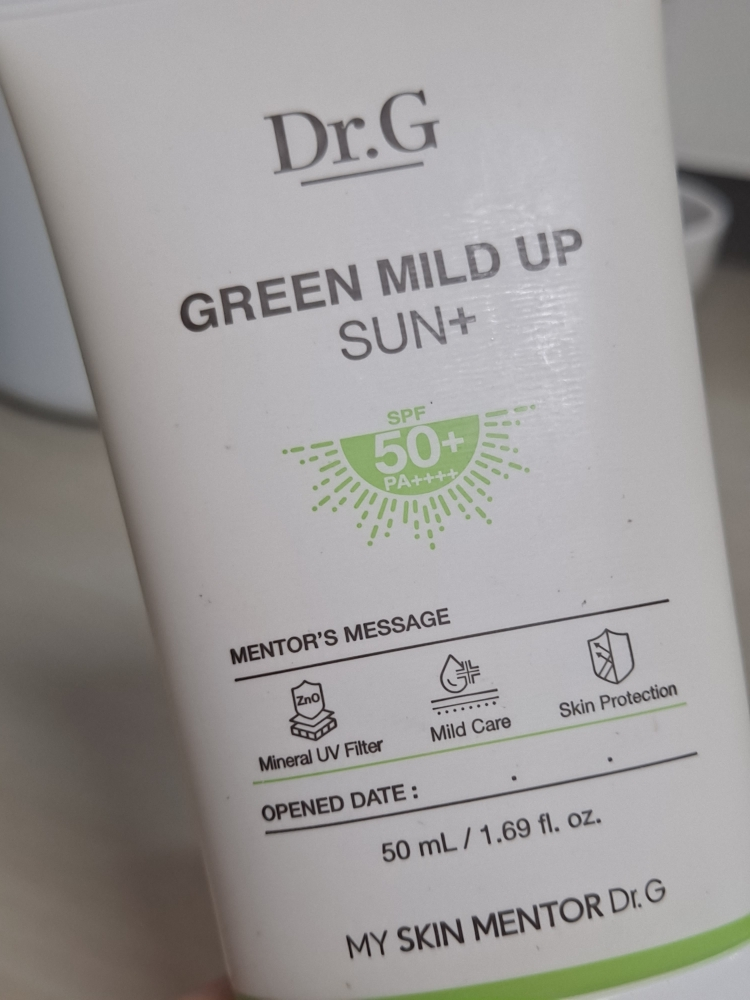 Dr.G
GREEN MILD UP
SUN+
SPF
50+
PA++++
MENTOR'S MESSAGE
ZnO
Mineral UV Filter
Mild Care
Skin Protection
OPENED DATE : . .
50 mL / 1.69 fl. oz.
MY SKIN MENTOR Dr.G